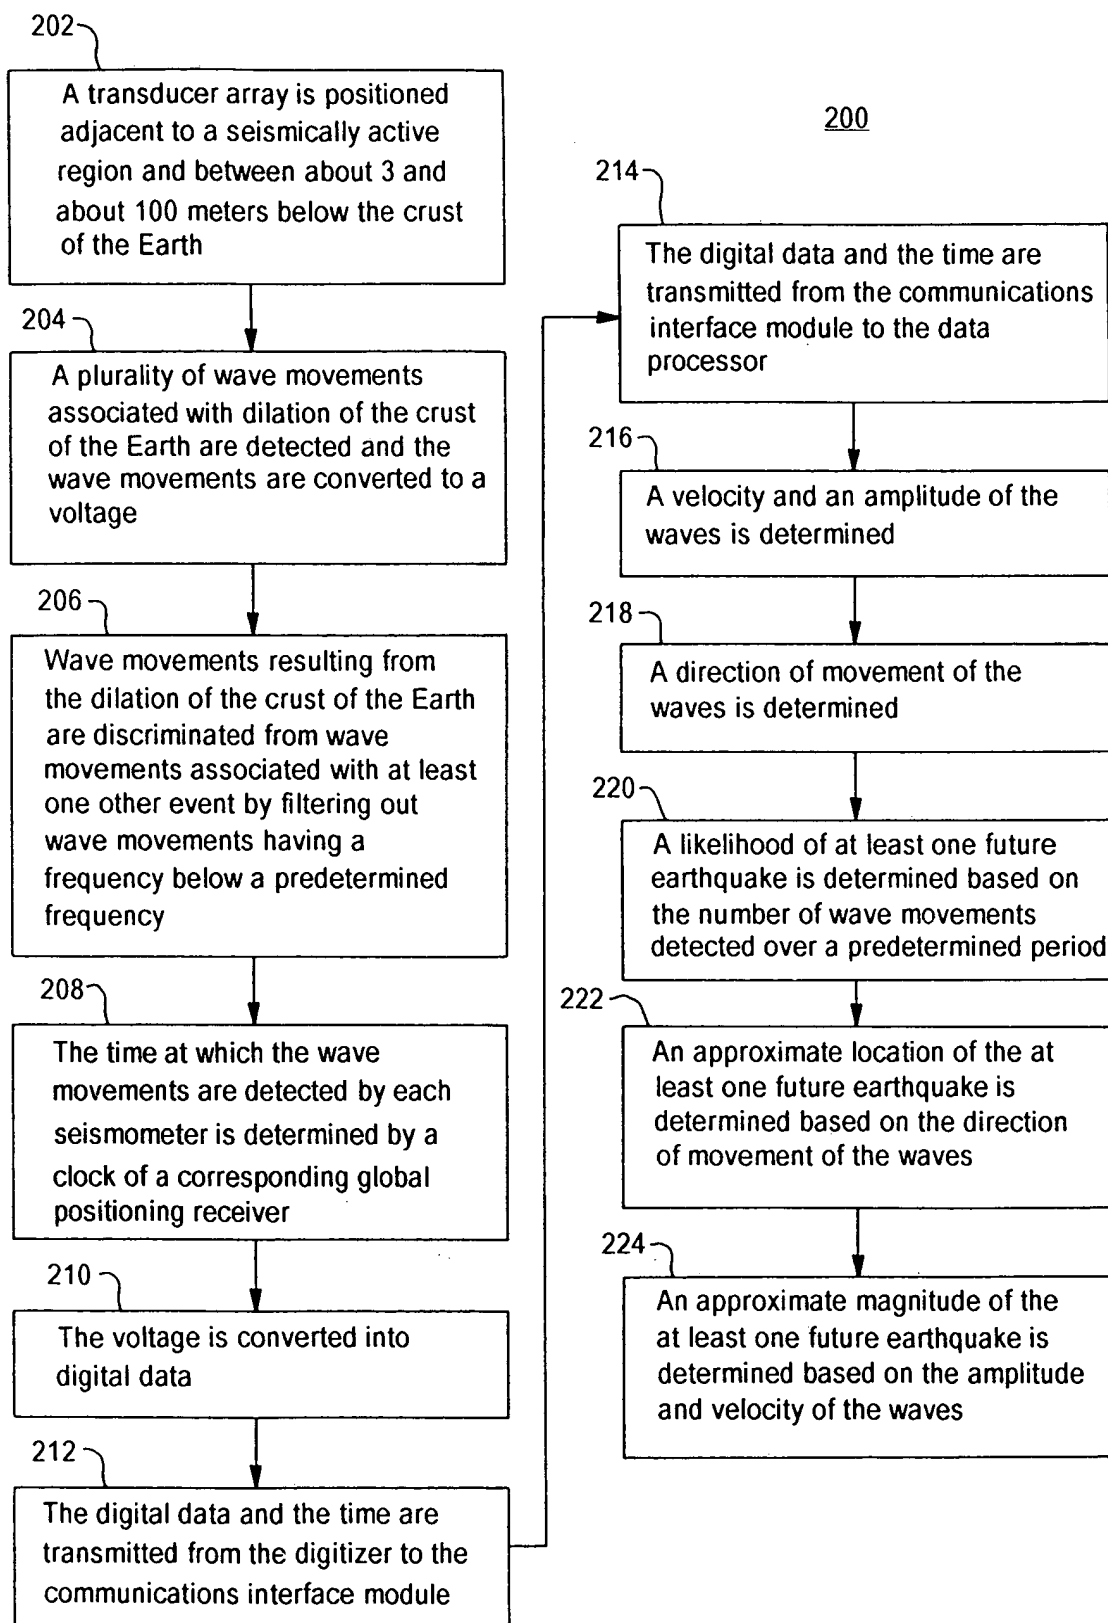 202
A transducer array is positioned
adjacent to a seismically active
region and between about 3 and
about 100 meters below the crust
of the Earth
204
A plurality of wave movements
associated with dilation of the crust
of the Earth are detected and the
wave movements are converted to a
voltage
206
Wave movements resulting from
the dilation of the crust of the Earth
are discriminated from wave
movements associated with at least
one other event by filtering out
wave movements having a
frequency below a predetermined
frequency
208
The time at which the wave
movements are detected by each
seismometer is determined by a
clock of a corresponding global
positioning receiver
210
The voltage is converted into
digital data
212
The digital data and the time are
transmitted from the digitizer to the
communications interface module
200
214
The digital data and the time are
transmitted from the communications
interface module to the data
processor
216
A velocity and an amplitude of the
waves is determined
218
A direction of movement of the
waves is determined
220
A likelihood of at least one future
earthquake is determined based on
the number of wave movements
detected over a predetermined period
222
An approximate location of the at
least one future earthquake is
determined based on the direction
of movement of the waves
224
An approximate magnitude of the
at least one future earthquake is
determined based on the amplitude
and velocity of the waves